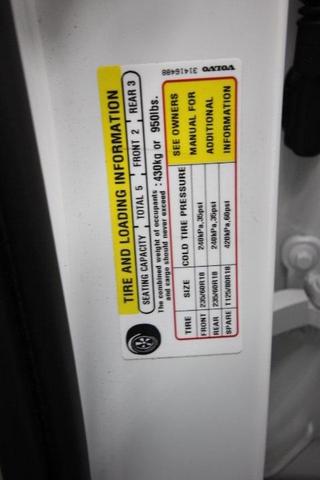 TIRE AND LOADING INFORMATION
SEATING CAPACITY TOTAL 5 FRONT 2 REAR 3
The combined weight of occupants and cargo should never exceed : 430kg or 950lbs.
TIRE SIZE COLD TIRE PRESSURE
FRONT 235/60R18 240kPa,35psi
REAR 235/60R18 240kPa,35psi
SPARE T125/80R18 420kPa,60psi
SEE OWNERS
MANUAL FOR
ADDITIONAL
INFORMATION
31416488 VOLVO